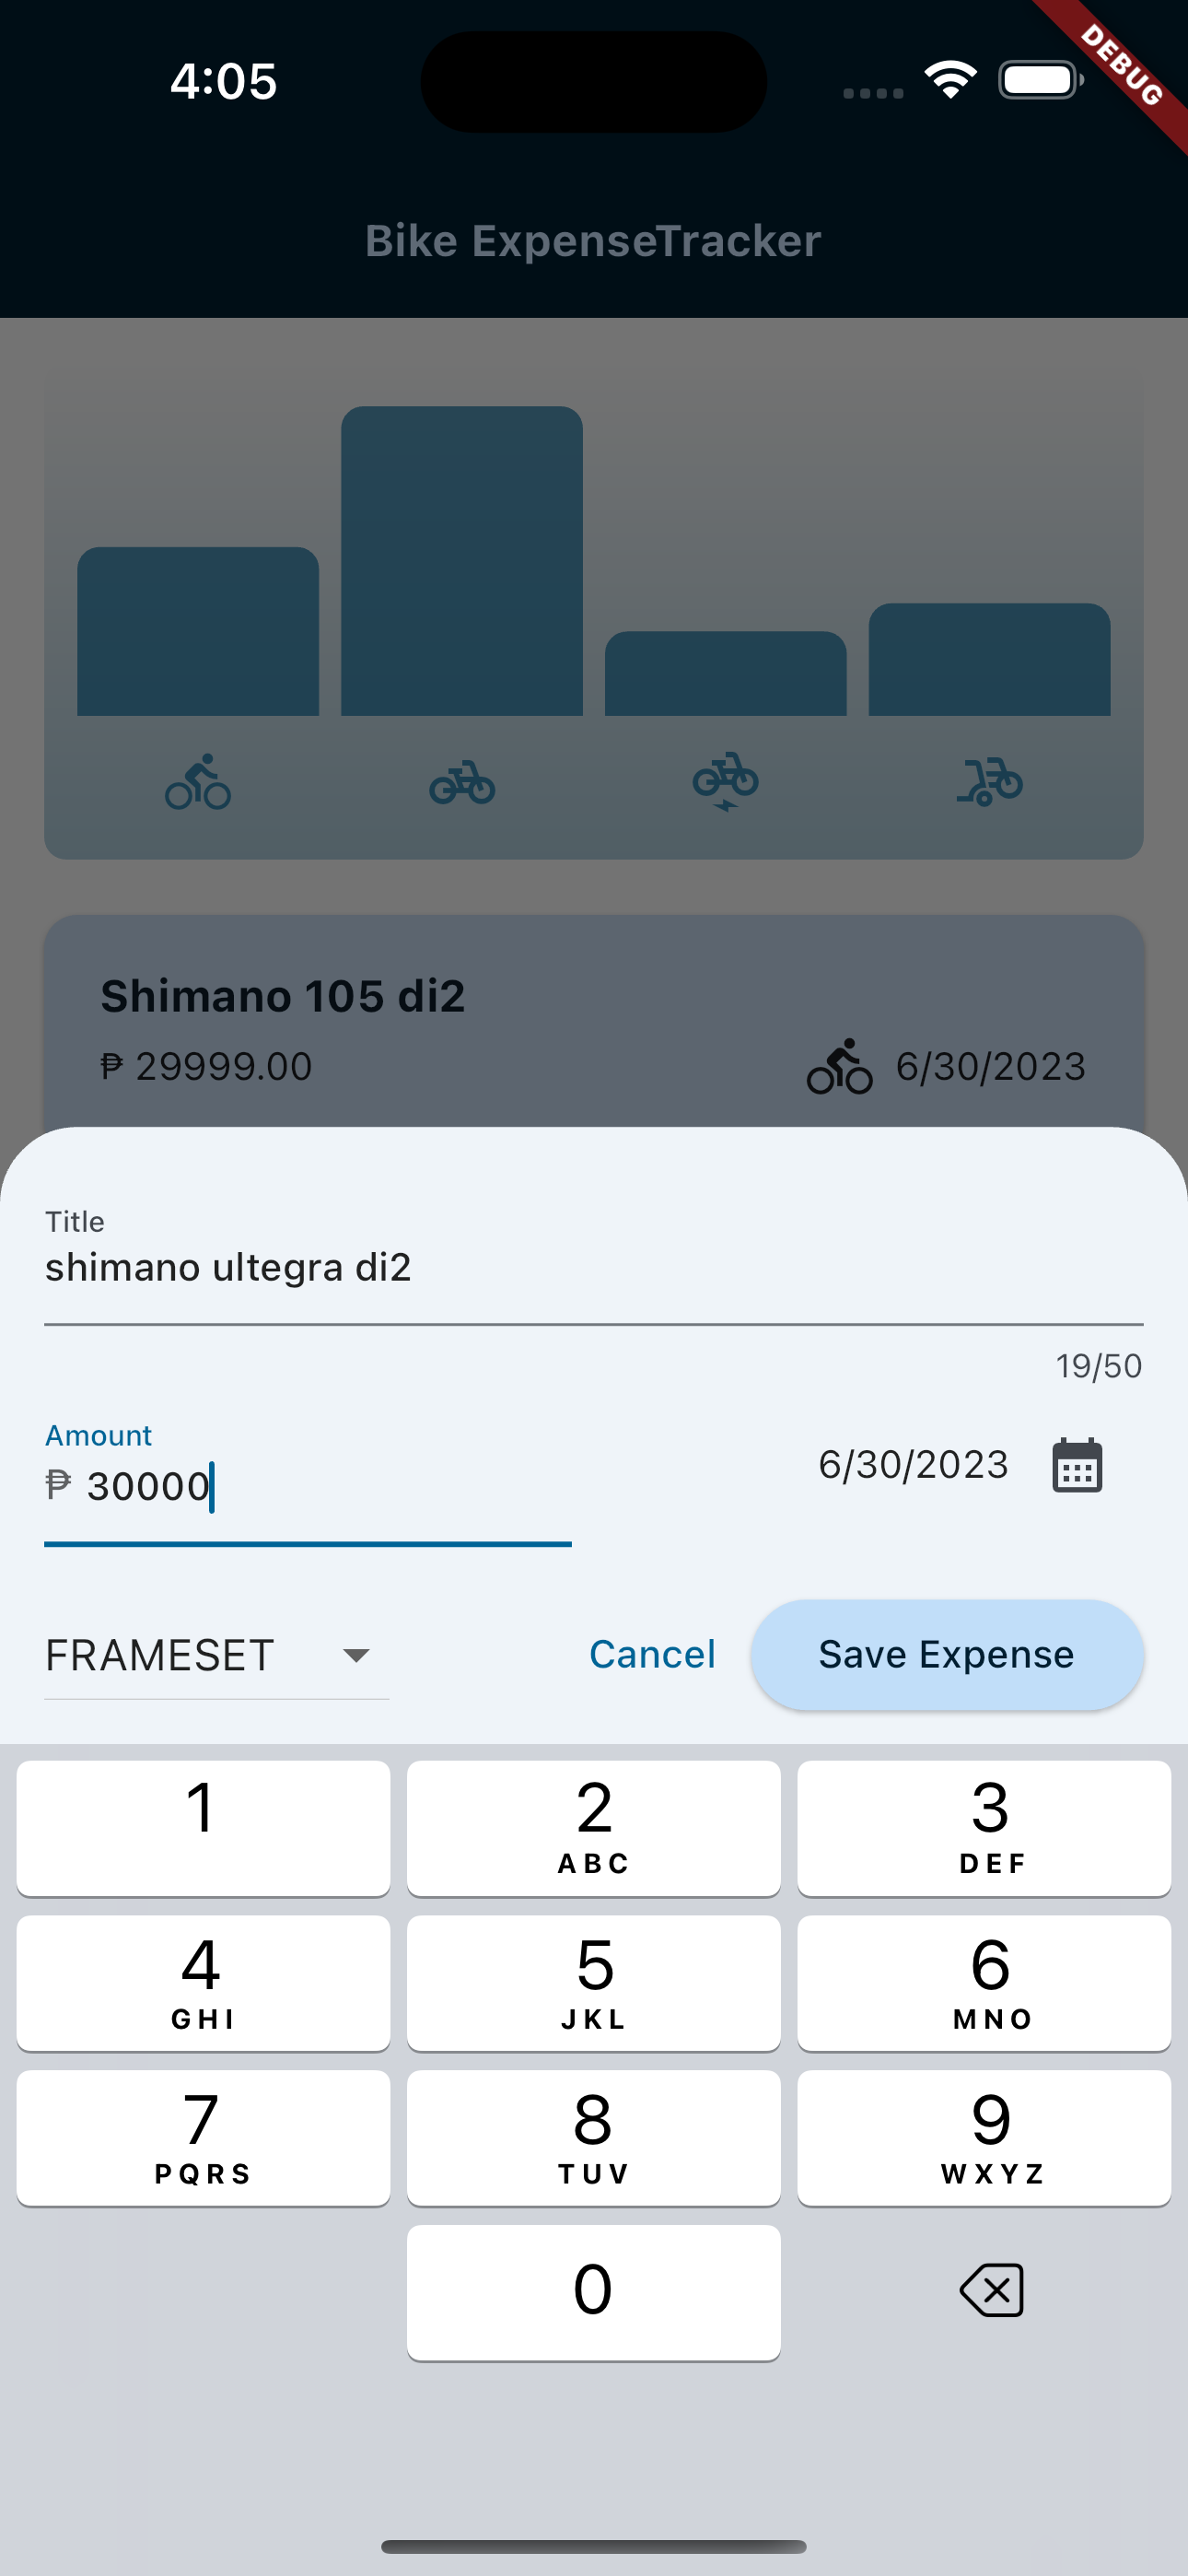 4:05
DEBUG
Bike ExpenseTracker
Shimano 105 di2
₱ 29999.00
6/30/2023
Title
shimano ultegra di2
19/50
Amount
₱ 30000
6/30/2023
FRAMESET
Cancel
Save Expense
1
2
ABC
3
DEF
4
GHI
5
JKL
6
MNO
7
PQRS
8
TUV
9
WXYZ
0